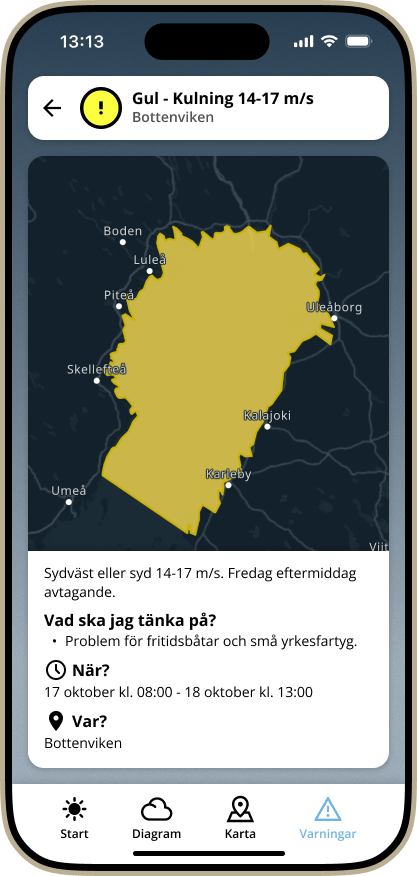 13:13
Gul - Kulning 14-17 m/s
Bottenviken
Boden
Luleå
Piteå
Uleåborg
Skellefteå
Kalajoki
Karleby
Umeå
Viit
Sydväst eller syd 14-17 m/s. Fredag eftermiddag
avtagande.
Vad ska jag tänka på?
• Problem för fritidsbåtar och små yrkesfartyg.
När?
17 oktober kl. 08:00 - 18 oktober kl. 13:00
Var?
Bottenviken
Start Diagram Karta Varningar